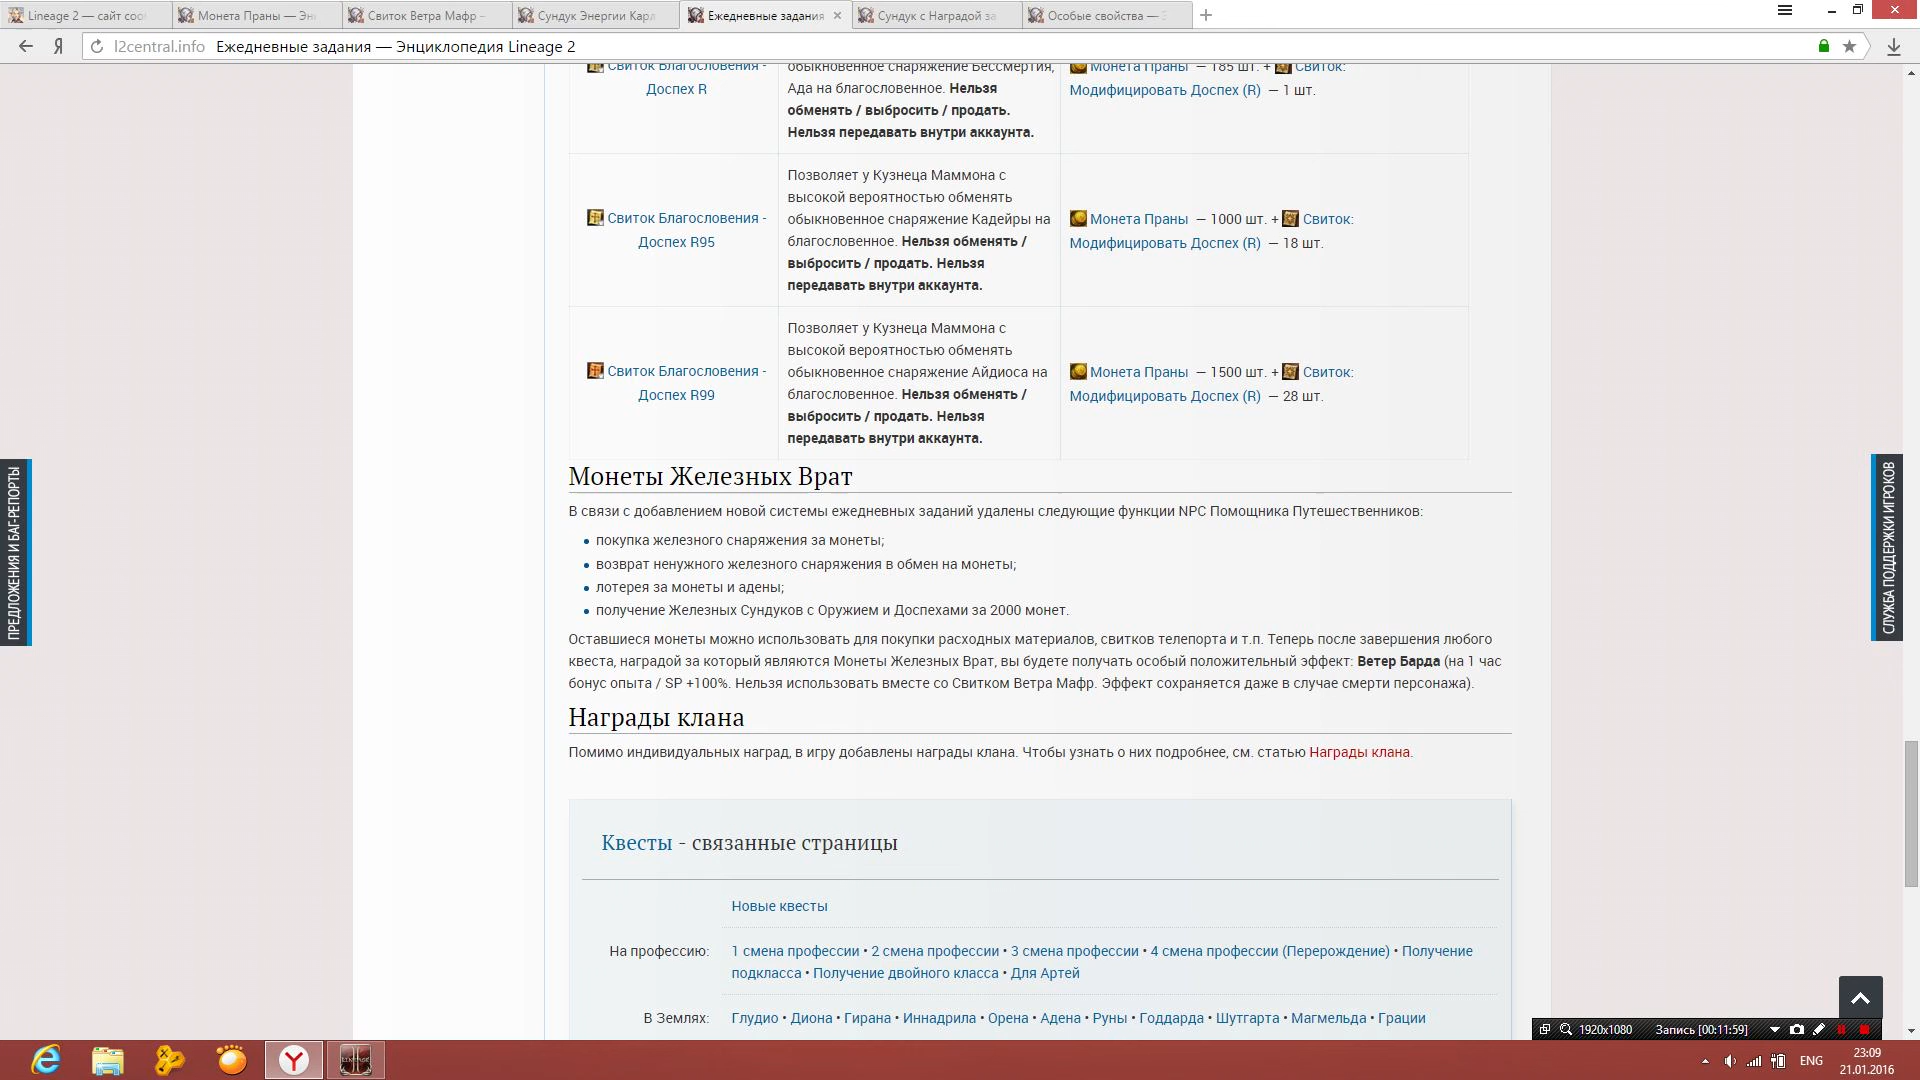 Lineage 2 — сайт соо
Монета Праны — Эн
Свиток Ветра Мафр –
Сундук Энергии Карл
Ежедневные задания
Сундук с Наградой за
Особые свойства — Э
l2central.info Ежедневные задания — Энциклопедия Lineage 2
Свиток Благословения -
Доспех R
обыкновенное снаряжение Бессмертия,
Ада на благословенное. Нельзя
обменять / выбросить / продать.
Нельзя передавать внутри аккаунта.
Монета Праны — 185 шт. + Свиток:
Модифицировать Доспех (R) — 1 шт.
Свиток Благословения -
Доспех R95
Позволяет у Кузнеца Маммона с
высокой вероятностью обменять
обыкновенное снаряжение Кадейры на
благословенное. Нельзя обменять /
выбросить / продать. Нельзя
передавать внутри аккаунта.
Монета Праны — 1000 шт. + Свиток:
Модифицировать Доспех (R) — 18 шт.
Свиток Благословения -
Доспех R99
Позволяет у Кузнеца Маммона с
высокой вероятностью обменять
обыкновенное снаряжение Айдиоса на
благословенное. Нельзя обменять /
выбросить / продать. Нельзя
передавать внутри аккаунта.
Монета Праны — 1500 шт. + Свиток:
Модифицировать Доспех (R) — 28 шт.
ПРЕДЛОЖЕНИЯ И БАГ-РЕПОРТЫ
СЛУЖБА ПОДДЕРЖКИ ИГРОКОВ
Монеты Железных Врат
В связи с добавлением новой системы ежедневных заданий удалены следующие функции NPC Помощника Путешественников:
• покупка железного снаряжения за монеты;
• возврат ненужного железного снаряжения в обмен на монеты;
• лотерея за монеты и адены;
• получение Железных Сундуков с Оружием и Доспехами за 2000 монет.
Оставшиеся монеты можно использовать для покупки расходных материалов, свитков телепорта и т.п. Теперь после завершения любого
квеста, наградой за который являются Монеты Железных Врат, вы будете получать особый положительный эффект: Ветер Барда (на 1 час
бонус опыта / SP +100%. Нельзя использовать вместе со Свитком Ветра Мафр. Эффект сохраняется даже в случае смерти персонажа).
Награды клана
Помимо индивидуальных наград, в игру добавлены награды клана. Чтобы узнать о них подробнее, см. статью Награды клана.
Квесты - связанные страницы
Новые квесты
На профессию:
1 смена профессии • 2 смена профессии • 3 смена профессии • 4 смена профессии (Перерождение) • Получение
подкласса • Получение двойного класса • Для Артей
В Землях:
Глудио • Диона • Гирана • Иннадрила • Орена • Адена • Руны • Годдарда • Шутгарта • Магмельда • Грации
1920x1080 Запись [00:11:59]
ENG
23:09
21.01.2016